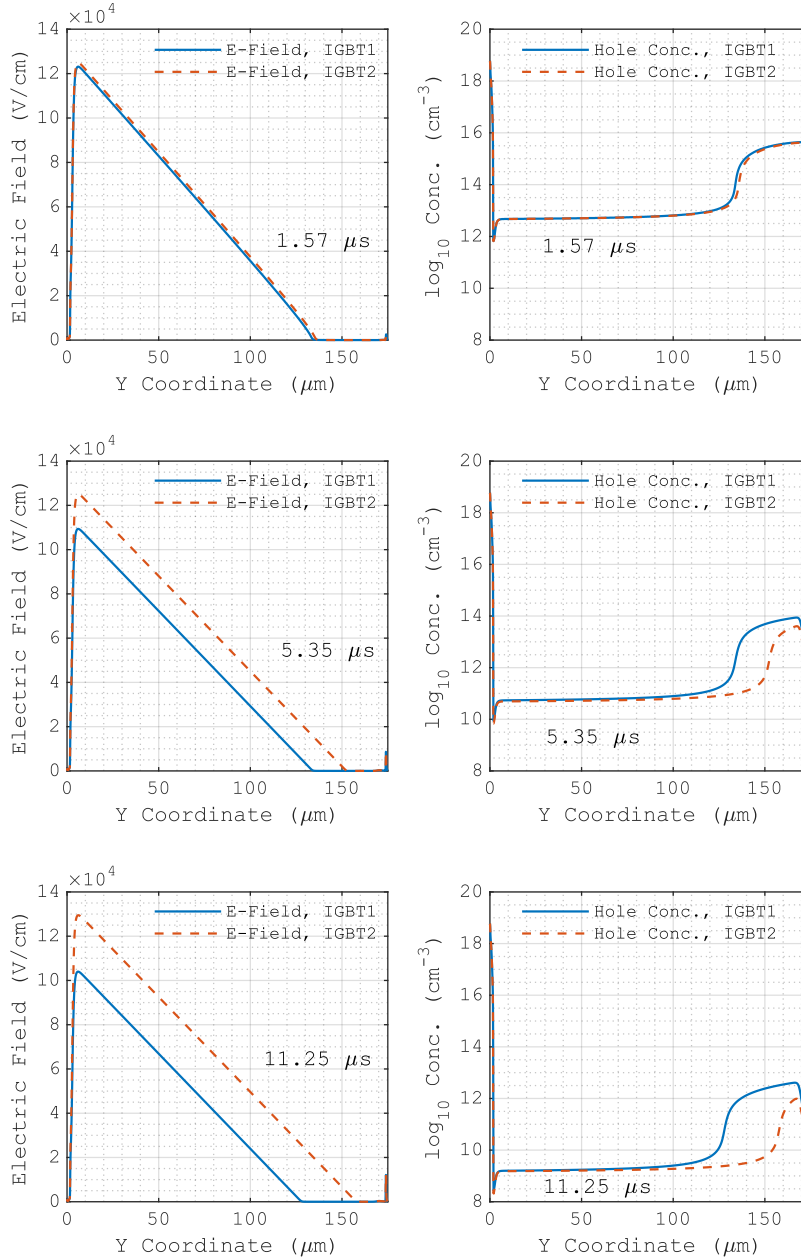 ×10⁴
14
12
10
8
6
4
2
0
0 50 100 150
Electric Field (V/cm)
Y Coordinate (μm)
E-Field, IGBT1
E-Field, IGBT2
1.57 μs
20
18
16
14
12
10
8
0 50 100 150
log₁₀ Conc. (cm⁻³)
Y Coordinate (μm)
Hole Conc., IGBT1
Hole Conc., IGBT2
1.57 μs
×10⁴
14
12
10
8
6
4
2
0
0 50 100 150
Electric Field (V/cm)
Y Coordinate (μm)
E-Field, IGBT1
E-Field, IGBT2
5.35 μs
20
18
16
14
12
10
8
0 50 100 150
log₁₀ Conc. (cm⁻³)
Y Coordinate (μm)
Hole Conc., IGBT1
Hole Conc., IGBT2
5.35 μs
×10⁴
14
12
10
8
6
4
2
0
0 50 100 150
Electric Field (V/cm)
Y Coordinate (μm)
E-Field, IGBT1
E-Field, IGBT2
11.25 μs
20
18
16
14
12
10
8
0 50 100 150
log₁₀ Conc. (cm⁻³)
Y Coordinate (μm)
Hole Conc., IGBT1
Hole Conc., IGBT2
11.25 μs